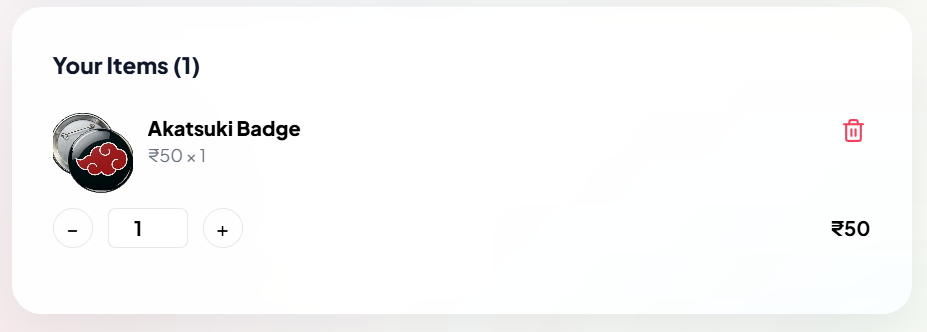 Your Items (1)
Akatsuki Badge
₹50 × 1
- 1 +
₹50